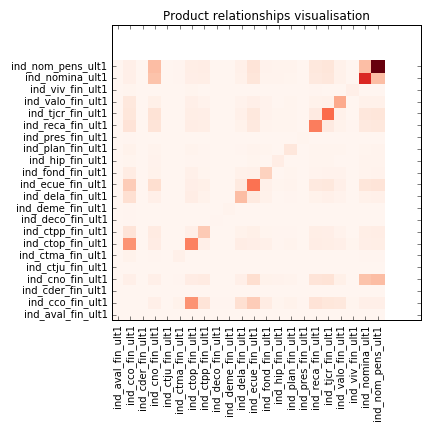 Product relationships visualisation
ind_nom_pens_ult1
ind_nomina_ult1
ind_viv_fin_ult1
ind_valo_fin_ult1
ind_tjcr_fin_ult1
ind_reca_fin_ult1
ind_pres_fin_ult1
ind_plan_fin_ult1
ind_hip_fin_ult1
ind_fond_fin_ult1
ind_ecue_fin_ult1
ind_dela_fin_ult1
ind_deme_fin_ult1
ind_deco_fin_ult1
ind_ctpp_fin_ult1
ind_ctop_fin_ult1
ind_ctma_fin_ult1
ind_ctju_fin_ult1
ind_cno_fin_ult1
ind_cder_fin_ult1
ind_cco_fin_ult1
ind_aval_fin_ult1
ind_aval_fin_ult1
ind_cco_fin_ult1
ind_cder_fin_ult1
ind_cno_fin_ult1
ind_ctju_fin_ult1
ind_ctma_fin_ult1
ind_ctop_fin_ult1
ind_ctpp_fin_ult1
ind_deco_fin_ult1
ind_deme_fin_ult1
ind_dela_fin_ult1
ind_ecue_fin_ult1
ind_fond_fin_ult1
ind_hip_fin_ult1
ind_plan_fin_ult1
ind_pres_fin_ult1
ind_reca_fin_ult1
ind_tjcr_fin_ult1
ind_valo_fin_ult1
ind_viv_fin_ult1
ind_nomina_ult1
ind_nom_pens_ult1